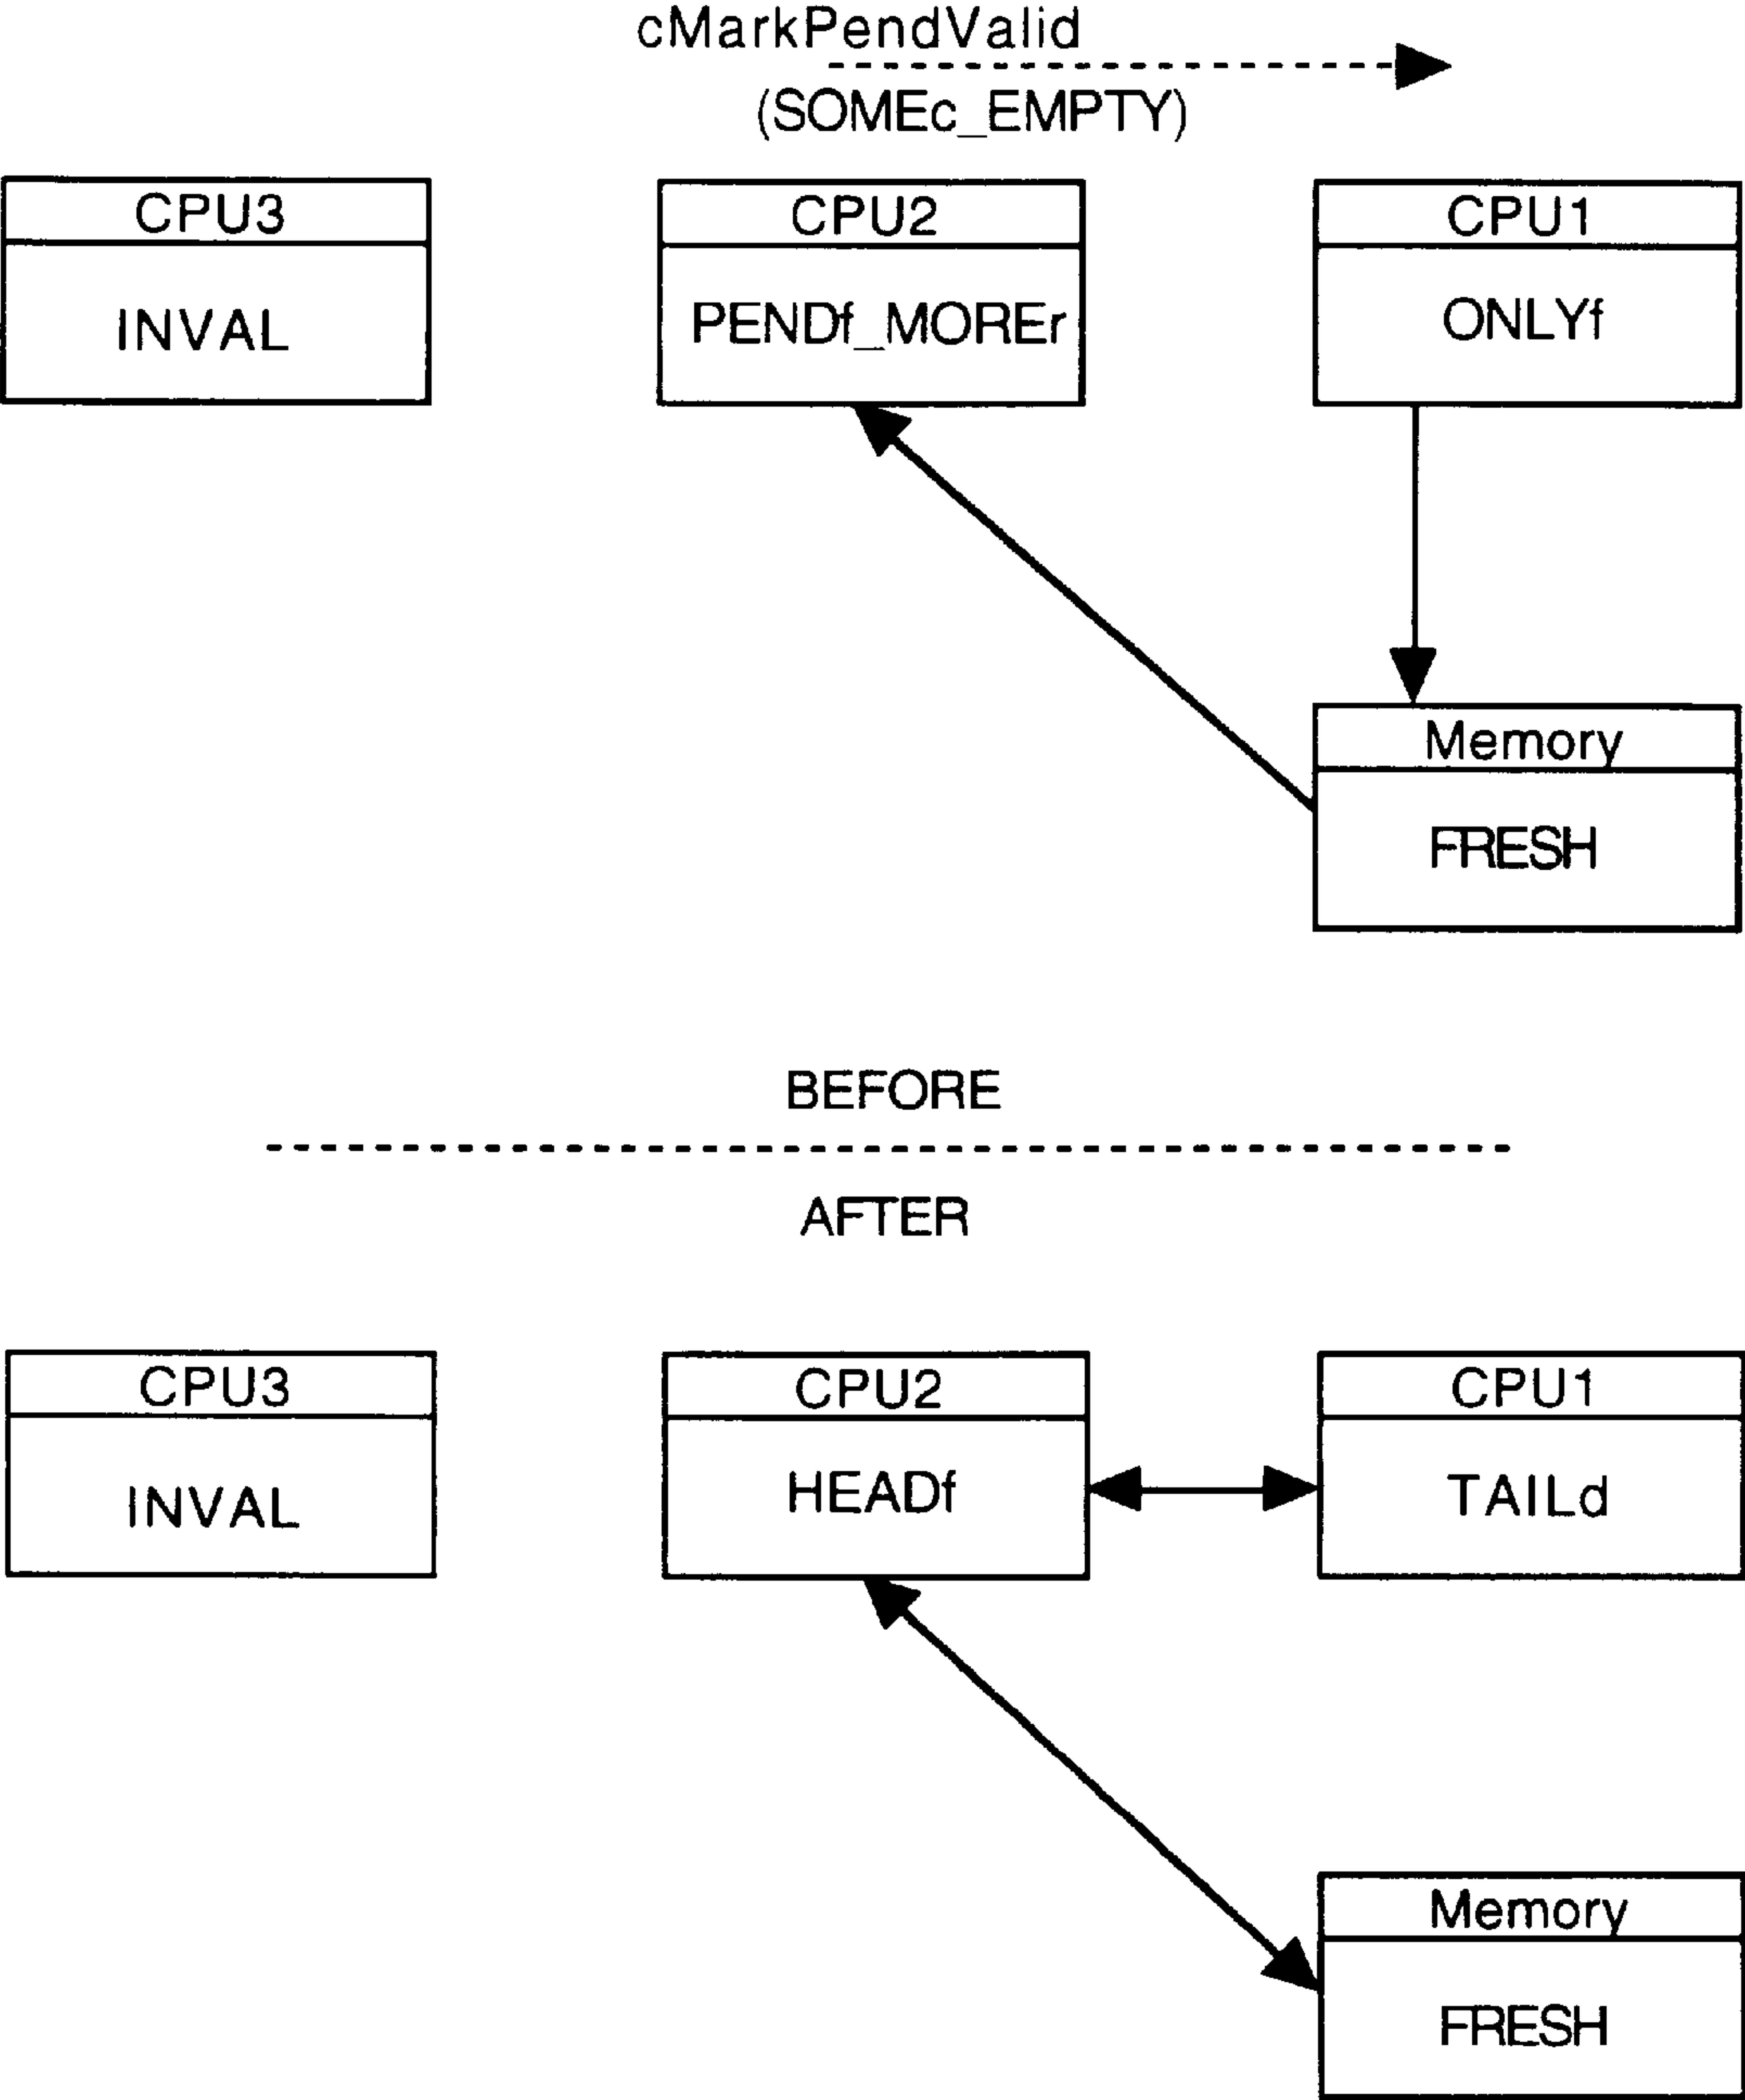 cMarkPendValid
(SOMEc_EMPTY)
CPU3
CPU2
CPU1
INVAL
PENDf_MOREr
ONLYf
Memory
FRESH
BEFORE
AFTER
CPU3
CPU2
CPU1
INVAL
HEADf
TAILd
Memory
FRESH